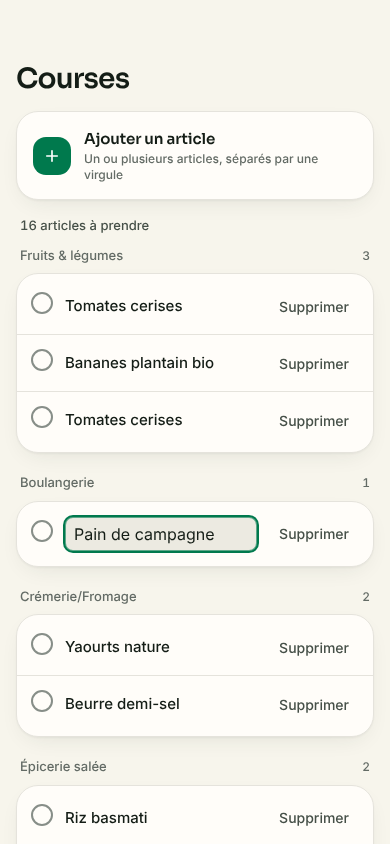 Courses
Ajouter un article
Un ou plusieurs articles, séparés par une
virgule
16 articles à prendre
Fruits & légumes 3
Tomates cerises Supprimer
Bananes plantain bio Supprimer
Tomates cerises Supprimer
Boulangerie 1
Pain de campagne Supprimer
Crémerie/Fromage 2
Yaourts nature Supprimer
Beurre demi-sel Supprimer
Épicerie salée 2
Riz basmati Supprimer